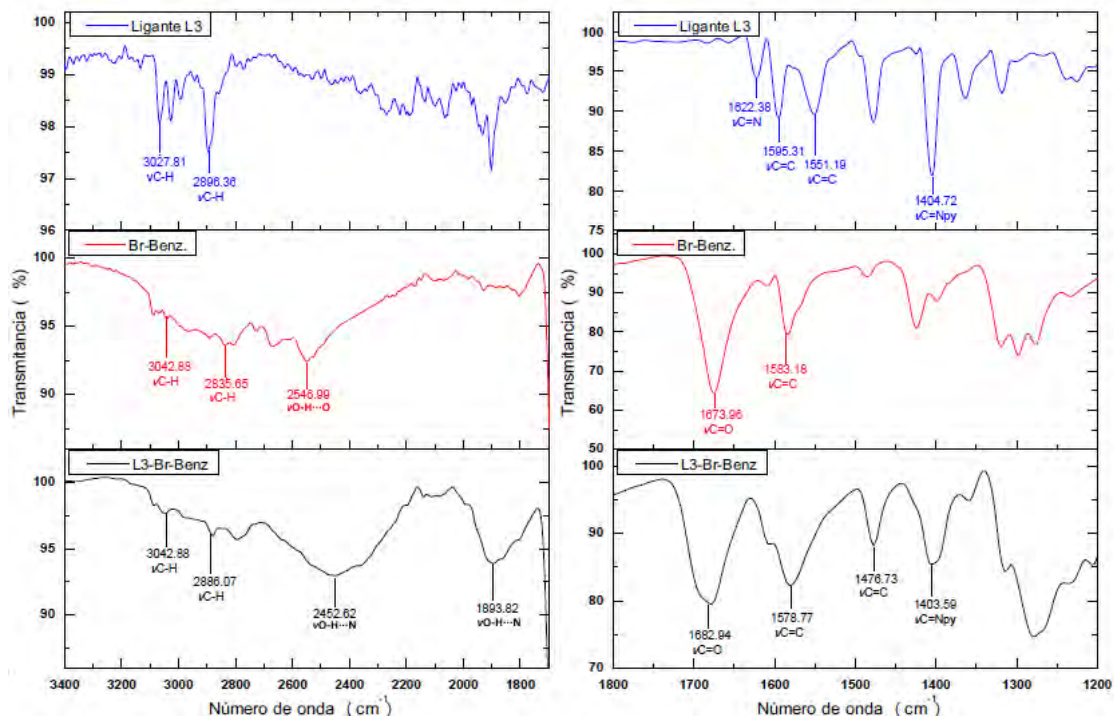 Ligante L3
100
99
98
97
96
3027.81
νC-H
2896.36
νC-H
Br-Benz.
100
95
90
3042.88
νC-H
2835.65
νC-H
2546.99
νO-H···O
L3-Br-Benz
100
95
90
3042.88
νC-H
2886.07
νC-H
2452.62
νO-H···N
1893.82
νO-H···N
3400 3200 3000 2800 2600 2400 2200 2000 1800
Número de onda (cm⁻¹)
Transmitancia ( %)
Ligante L3
100
95
90
85
80
75
1622.38
νC=N
1595.31
νC=C
1551.19
νC=C
1404.72
νC=Npy
Br-Benz.
100
90
80
70
60
50
1673.96
νC=O
1583.18
νC=C
L3-Br-Benz
100
90
80
70
1682.94
νC=O
1578.77
νC=C
1476.73
νC=C
1403.59
νC=Npy
1800 1700 1600 1500 1400 1300 1200
Número de onda (cm⁻¹)
Transmitancia ( %)